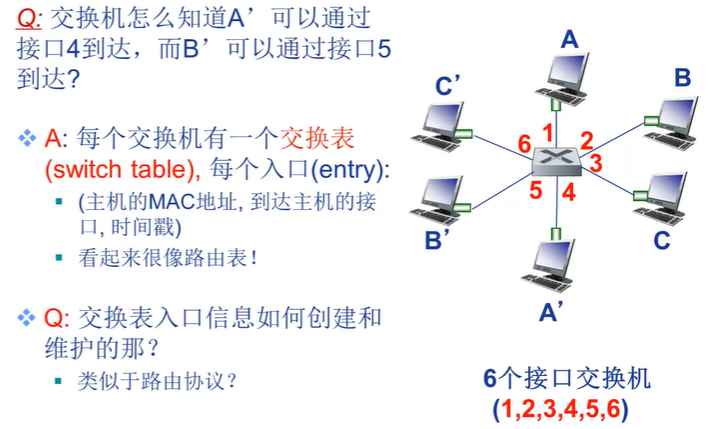 Q: 交换机怎么知道A’可以通过
接口4到达，而B’可以通过接口5
到达?
A: 每个交换机有一个交换表
(switch table), 每个入口(entry):
(主机的MAC地址, 到达主机的接
口, 时间戳)
看起来很像路由表！
Q: 交换表入口信息如何创建和
维护的那？
类似于路由协议？
A
B
C’
6
1
2
3
5
4
B’
C
A’
6个接口交换机
(1,2,3,4,5,6)